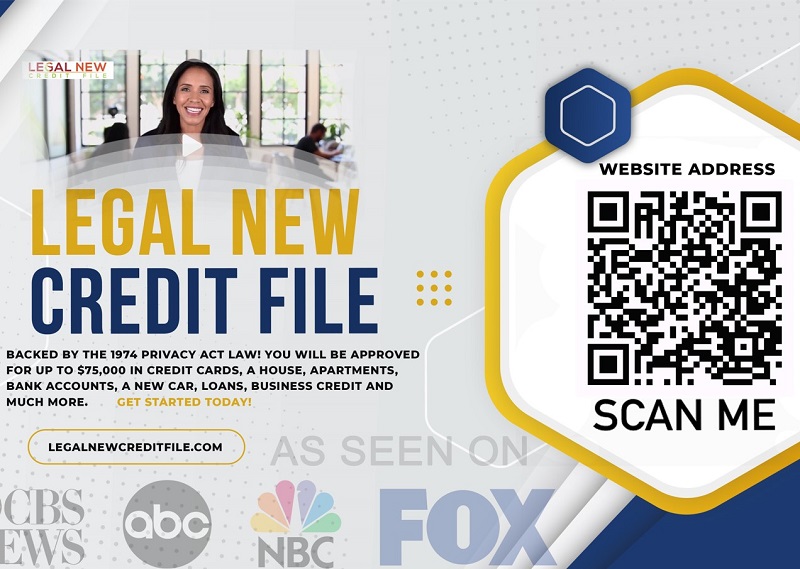 LEGAL NEW
CREDIT FILE
WEBSITE ADDRESS
LEGAL NEW
CREDIT FILE
BACKED BY THE 1974 PRIVACY ACT LAW! YOU WILL BE APPROVED
FOR UP TO $75,000 IN CREDIT CARDS, A HOUSE, APARTMENTS,
BANK ACCOUNTS, A NEW CAR, LOANS, BUSINESS CREDIT AND
MUCH MORE. GET STARTED TODAY!
SCAN ME
LEGALNEWCREDITFILE.COM
AS SEEN ON
CBS
NEWS
abc
NBC
FOX